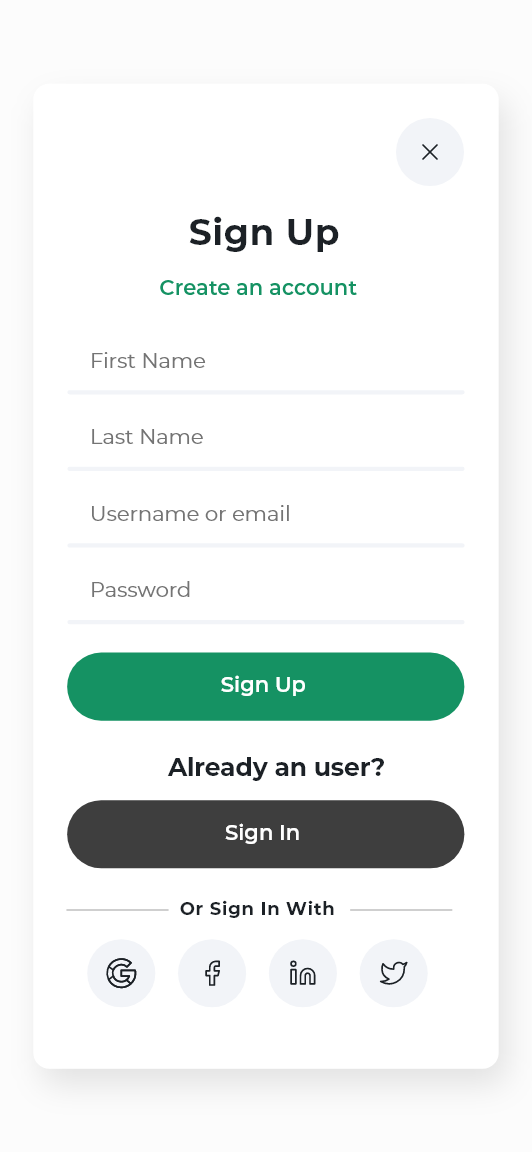 Sign Up
Create an account
First Name
Last Name
Username or email
Password
Sign Up
Already an user?
Sign In
Or Sign In With